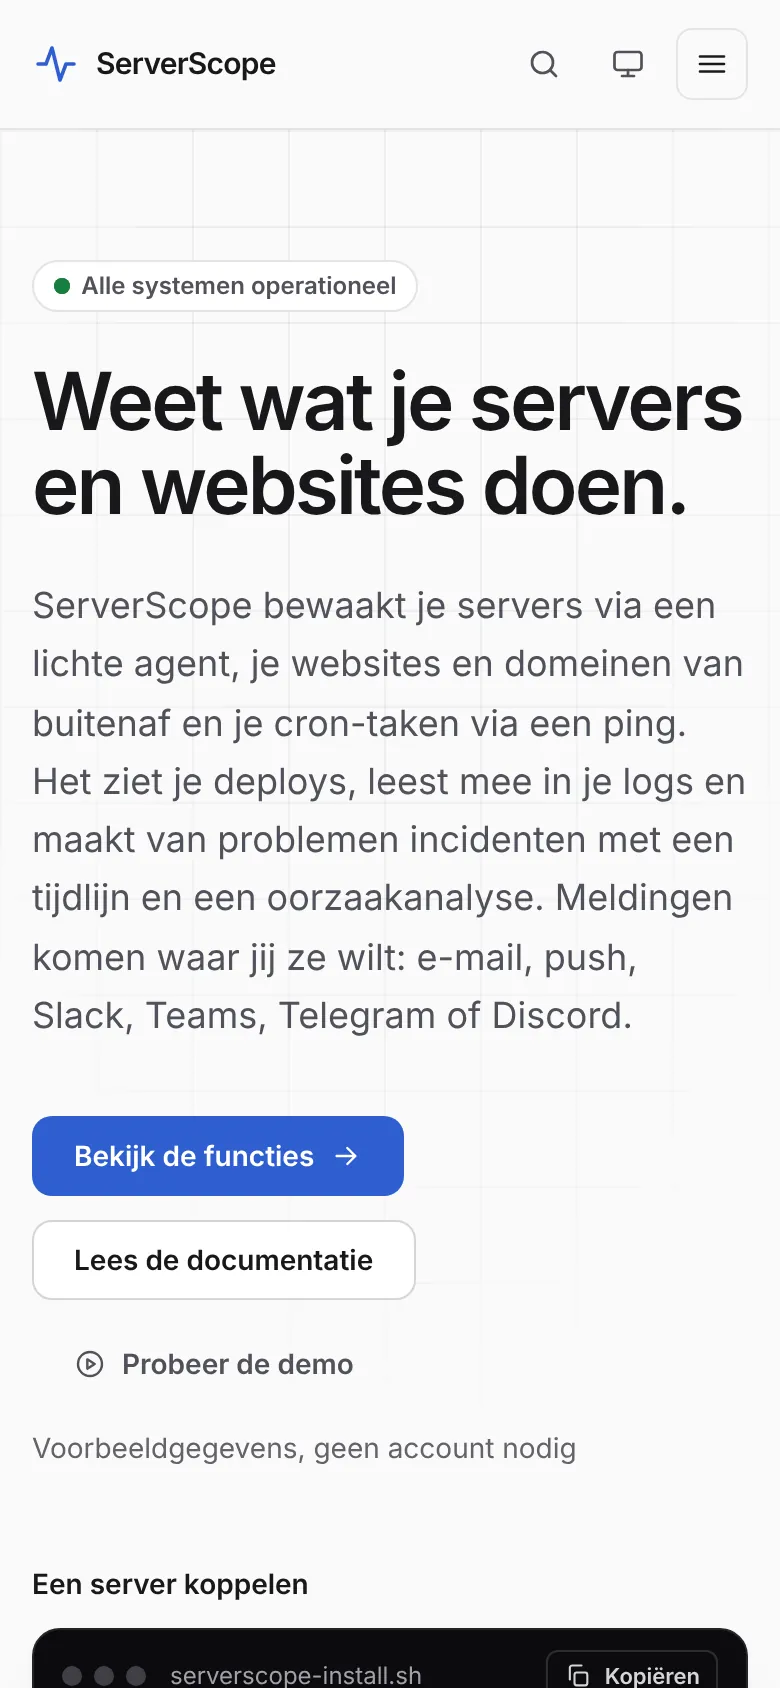 ServerScope
Alle systemen operationeel
Weet wat je servers
en websites doen.
ServerScope bewaakt je servers via een
lichte agent, je websites en domeinen van
buitenaf en je cron-taken via een ping.
Het ziet je deploys, leest mee in je logs en
maakt van problemen incidenten met een
tijdlijn en een oorzaakanalyse. Meldingen
komen waar jij ze wilt: e-mail, push,
Slack, Teams, Telegram of Discord.
Bekijk de functies
Lees de documentatie
Probeer de demo
Voorbeeldgegevens, geen account nodig
Een server koppelen
serverscope-install.sh
Kopiëren